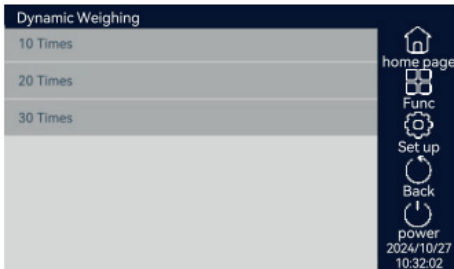 Dynamic Weighing
10 Times
20 Times
30 Times
home page
Func
Set up
Back
power
2024/10/27
10:32:02